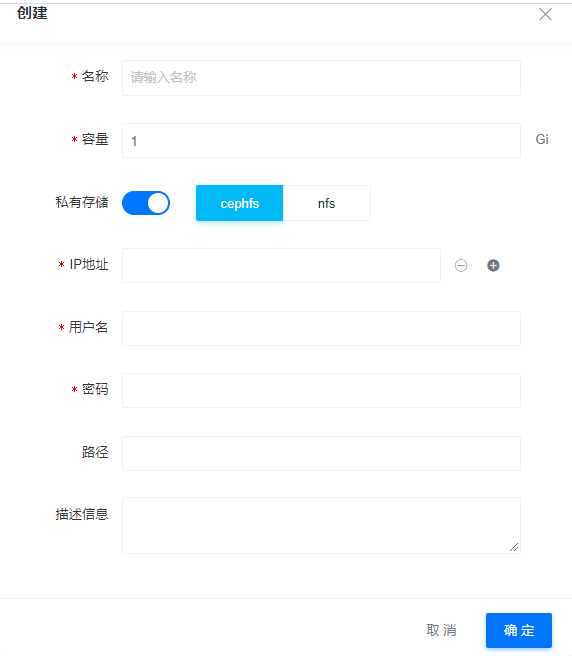 创建
* 名称 请输入名称
* 容量 1 Gi
私有存储 cephfs nfs
* IP地址
* 用户名
* 密码
路径
描述信息
取 消 确 定